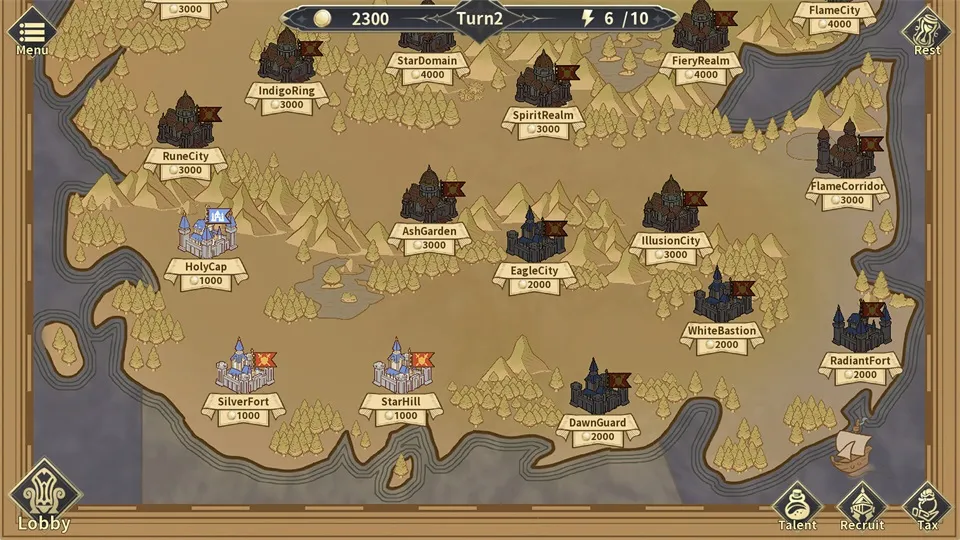 3000
2300
Turn2
6 /10
FlameCity
4000
Menu
Rest
StarDomain
4000
FieryRealm
4000
IndigoRing
3000
SpiritRealm
3000
RuneCity
3000
FlameCorridor
3000
AshGarden
3000
IllusionCity
3000
HolyCap
1000
EagleCity
2000
WhiteBastion
2000
RadiantFort
2000
SilverFort
1000
StarHill
1000
DawnGuard
2000
Lobby
Talent
Recruit
Tax